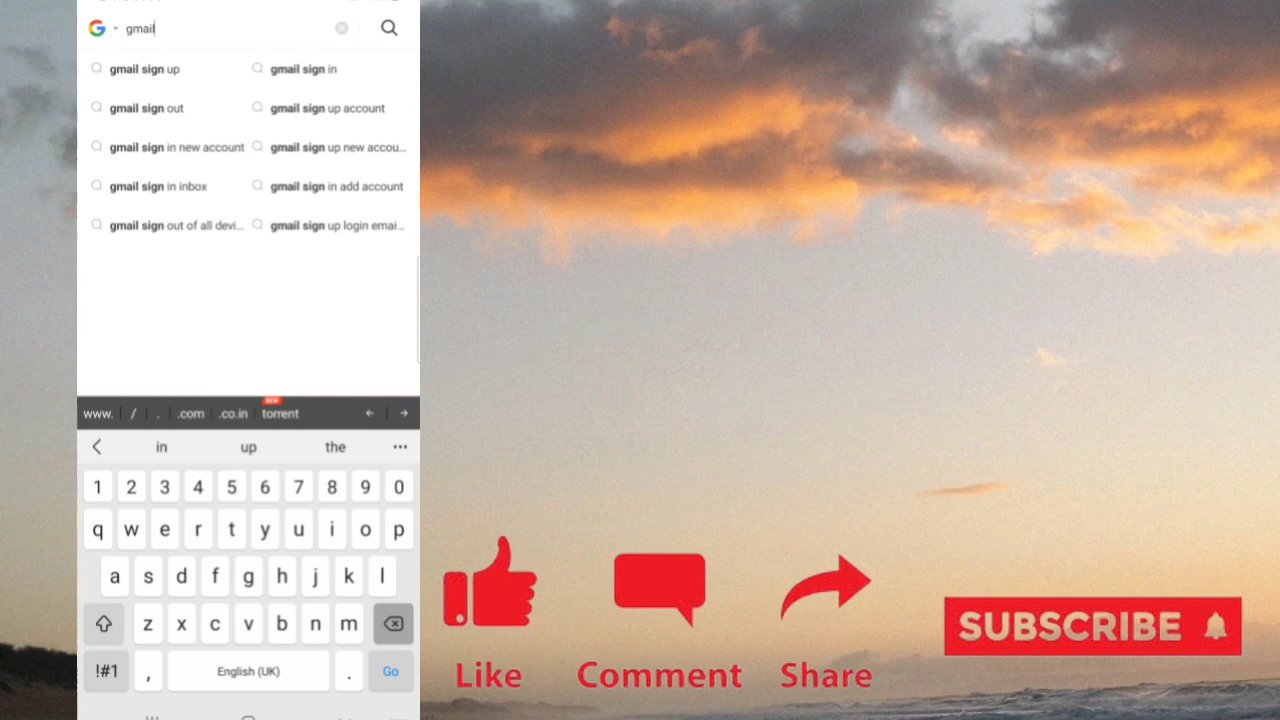 gmail
gmail sign up
gmail sign in
gmail sign out
gmail sign up account
gmail sign in new account
gmail sign up new accou...
gmail sign in inbox
gmail sign in add account
gmail sign out of all devi...
gmail sign up login emai...
NEW
www. / . .com .co.in torrent ← →
in up the ...
1 2 3 4 5 6 7 8 9 0
q w e r t y u i o p
a s d f g h j k l
z x c v b n m
!#1 , English (UK) . Go
Like Comment Share
SUBSCRIBE